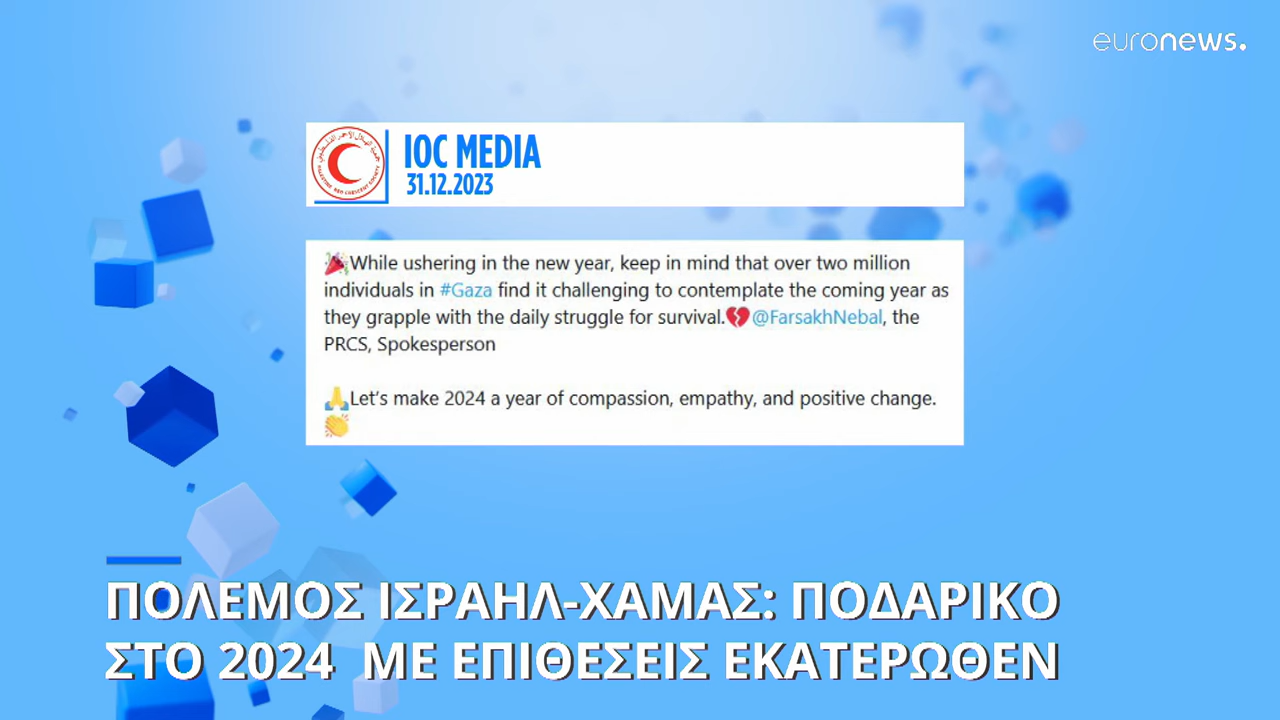 euronews.
IOC MEDIA
31.12.2023
🎉While ushering in the new year, keep in mind that over two million
individuals in #Gaza find it challenging to contemplate the coming year as
they grapple with the daily struggle for survival.💔@FarsakhNebal, the
PRCS, Spokesperson
🙏Let's make 2024 a year of compassion, empathy, and positive change.
👏
ΠΟΛΕΜΟΣ ΙΣΡΑΗΛ-ΧΑΜΑΣ: ΠΟΔΑΡΙΚΟ
ΣΤΟ 2024 ΜΕ ΕΠΙΘΕΣΕΙΣ ΕΚΑΤΕΡΩΘΕΝ